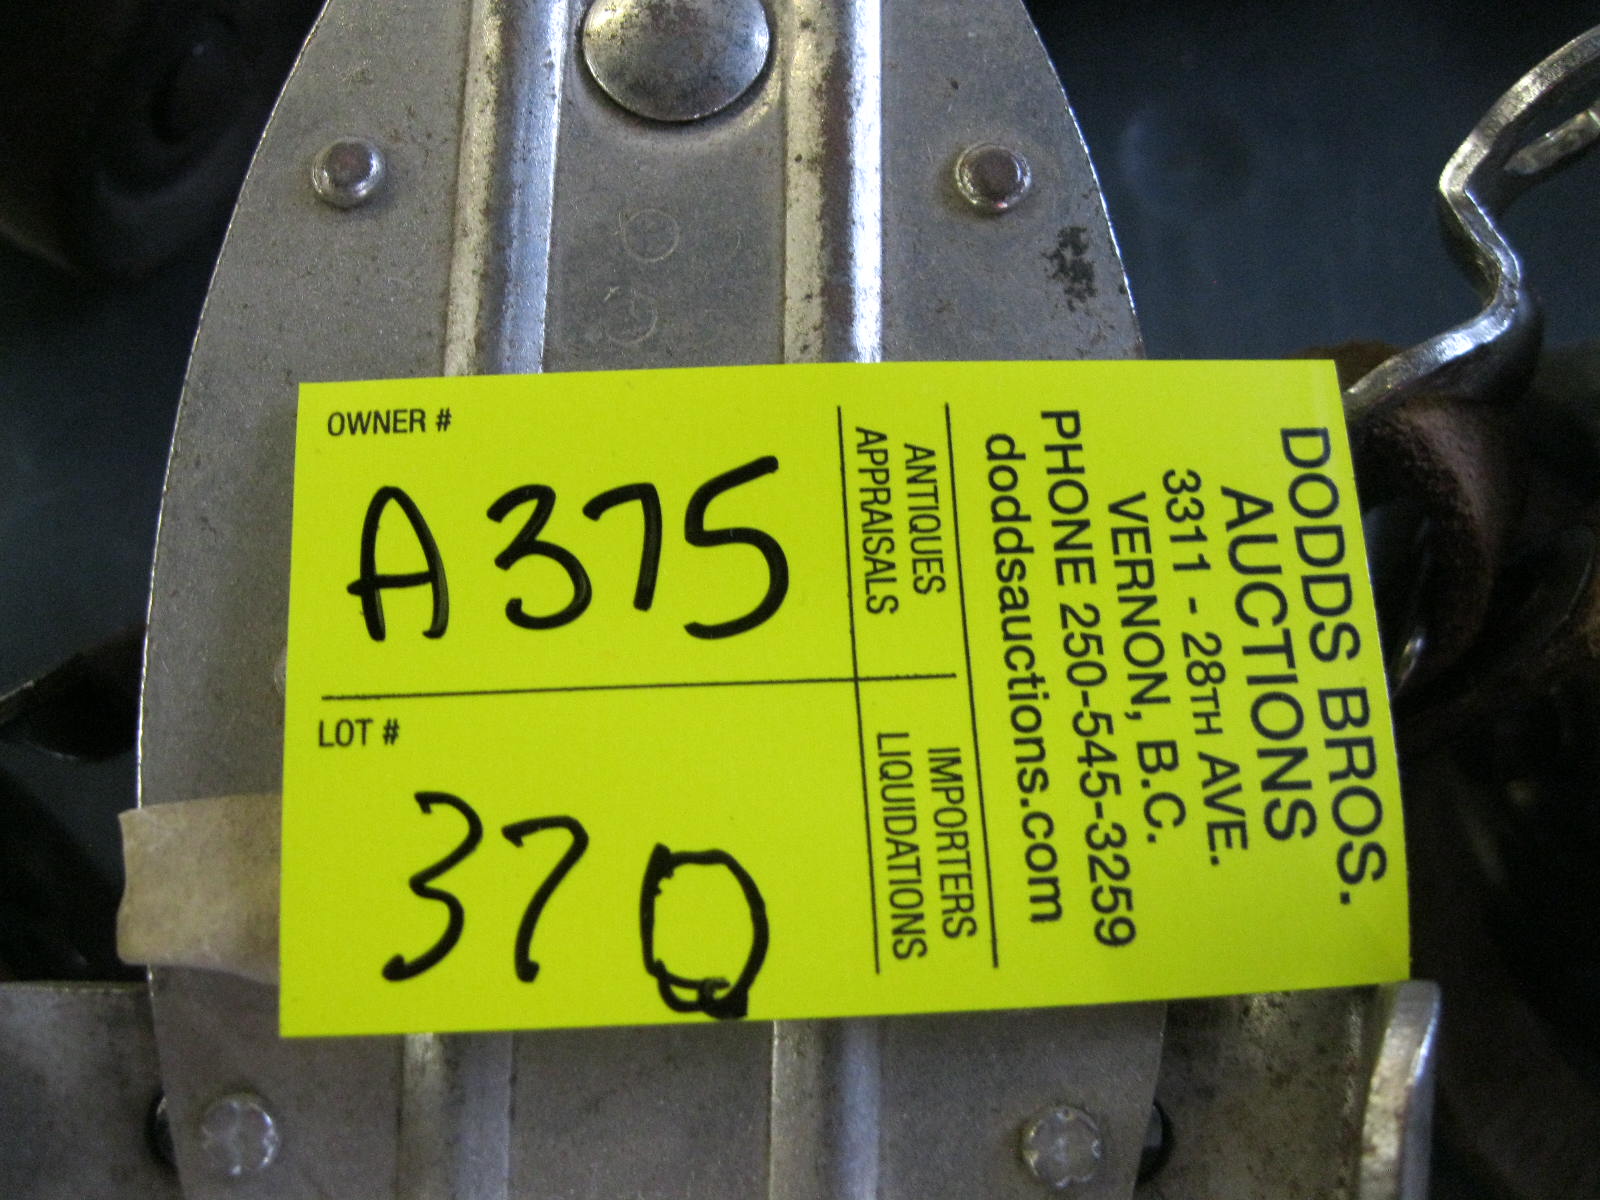 OWNER #
A375
LOT #
370
DODDS BROS.
AUCTIONS
3311 - 28TH AVE.
VERNON, B.C.
PHONE 250-545-3259
doddsauctions.com
ANTIQUES
APPRAISALS
IMPORTERS
LIQUIDATIONS